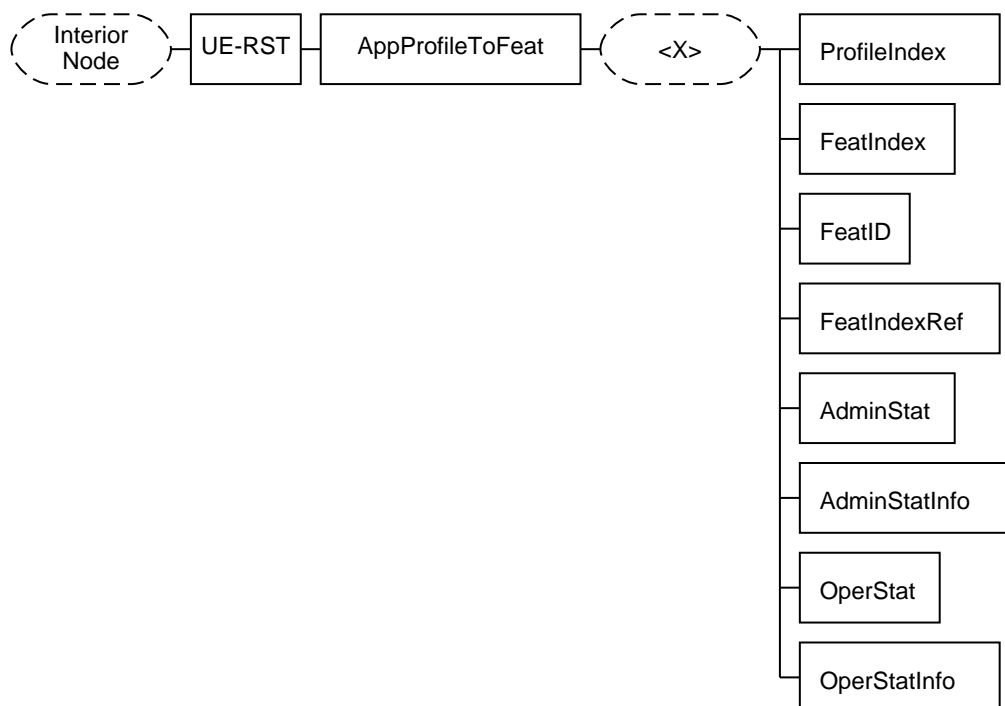 Interior
Node
UE-RST
AppProfileToFeat
<X>
ProfileIndex
FeatIndex
FeatID
FeatIndexRef
AdminStat
AdminStatInfo
OperStat
OperStatInfo